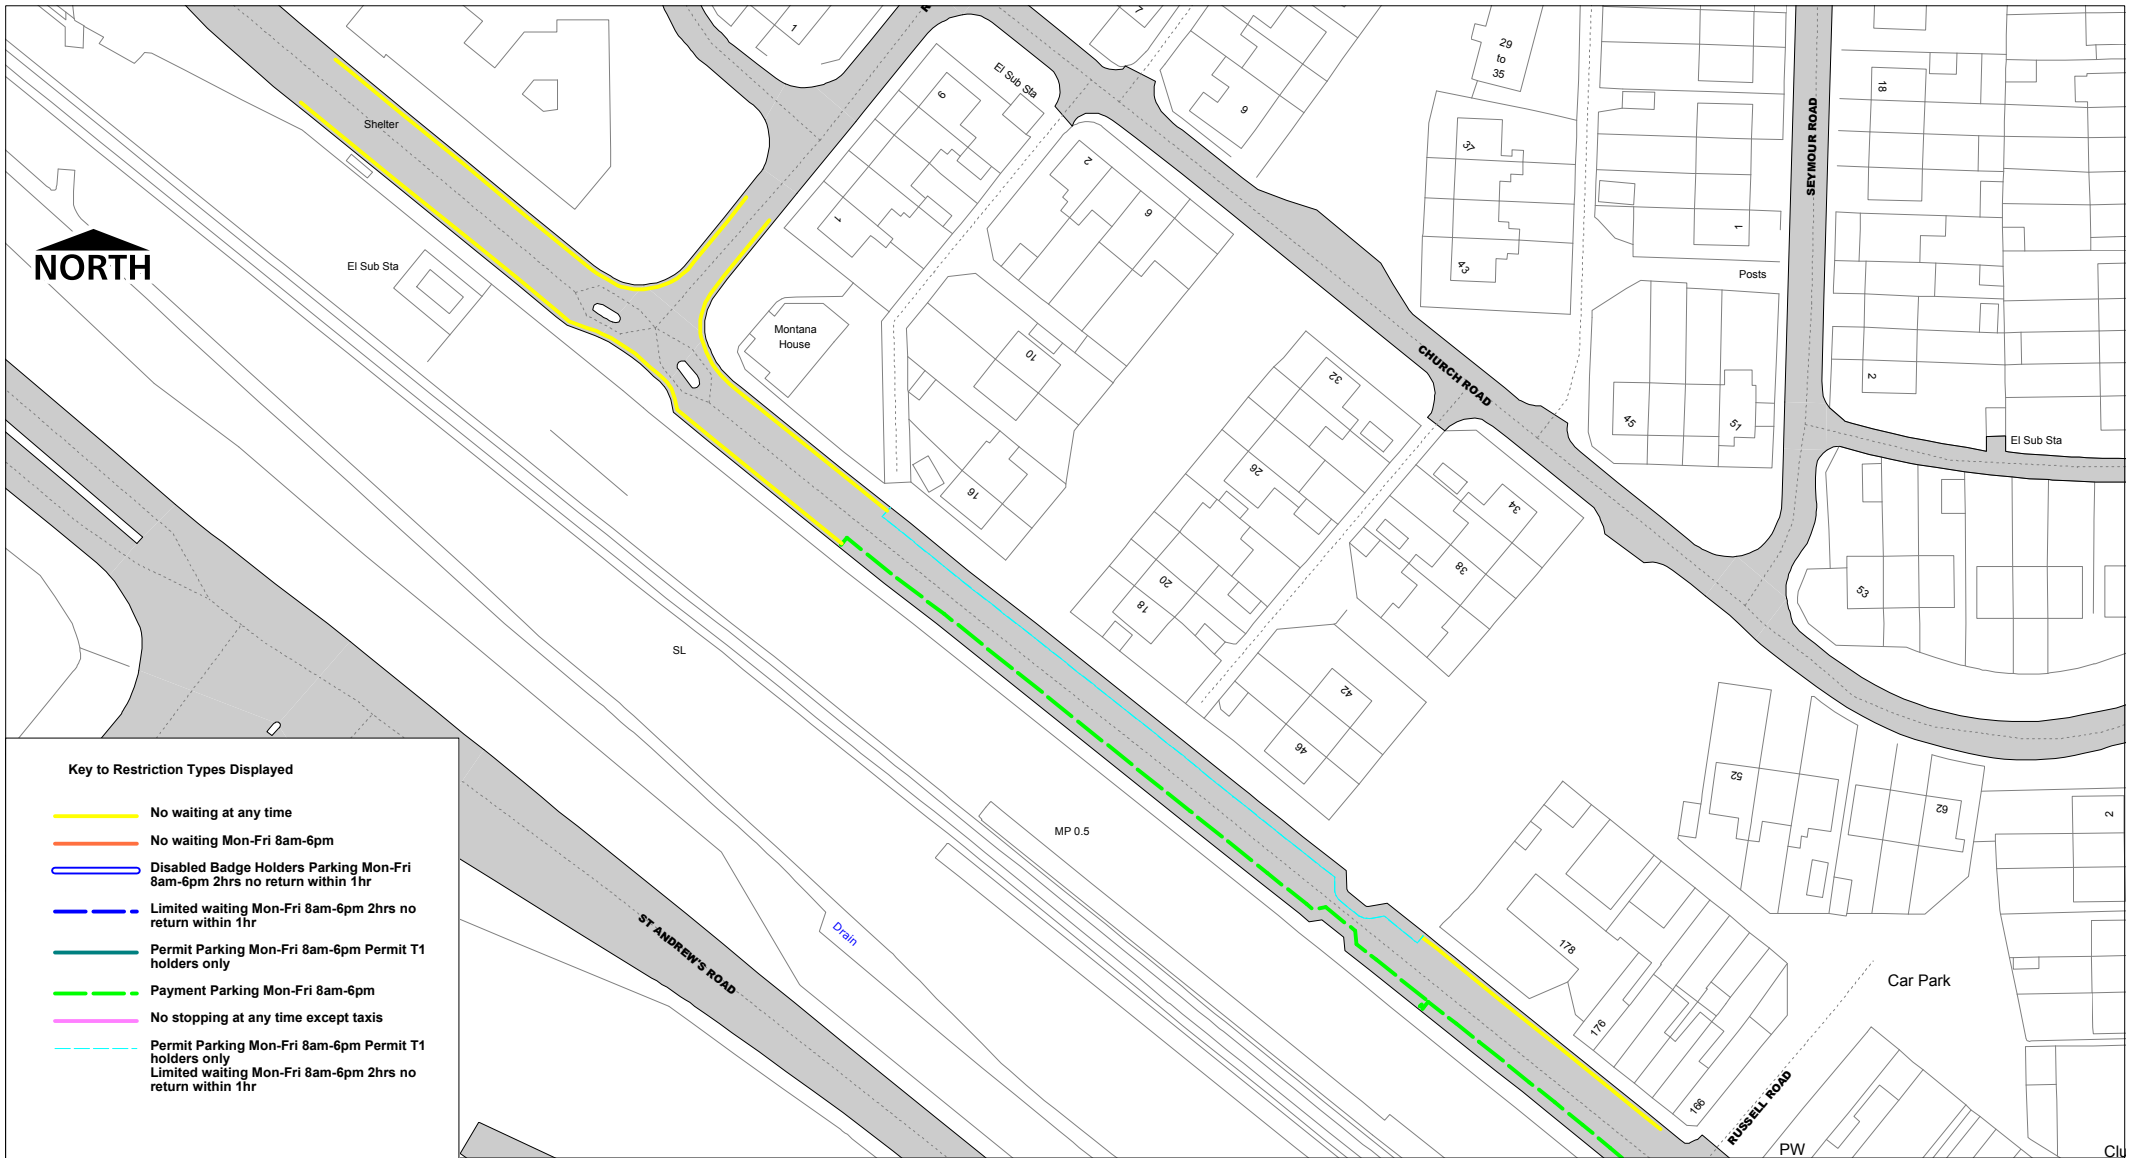 7
1
29
to
35
El Sub Sta
9
18
SEYMOUR ROAD
Shelter
9
37
2
6
1
1
NORTH
El Sub Sta
43
Posts
Montana
House
10
32
CHURCH ROAD
2
45
51
El Sub Sta
26
16
34
20
18
38
53
SL
42
46
Key to Restriction Types Displayed
No waiting at any time
No waiting Mon-Fri 8am-6pm
Disabled Badge Holders Parking Mon-Fri
8am-6pm 2hrs no return within 1hr
Limited waiting Mon-Fri 8am-6pm 2hrs no
return within 1hr
Permit Parking Mon-Fri 8am-6pm Permit T1
holders only
Payment Parking Mon-Fri 8am-6pm
No stopping at any time except taxis
Permit Parking Mon-Fri 8am-6pm Permit T1
holders only
Limited waiting Mon-Fri 8am-6pm 2hrs no
return within 1hr
52
62
2
MP 0.5
Drain
ST ANDREW'S ROAD
178
Car Park
176
166
RUSSELL ROAD
PW
Clu